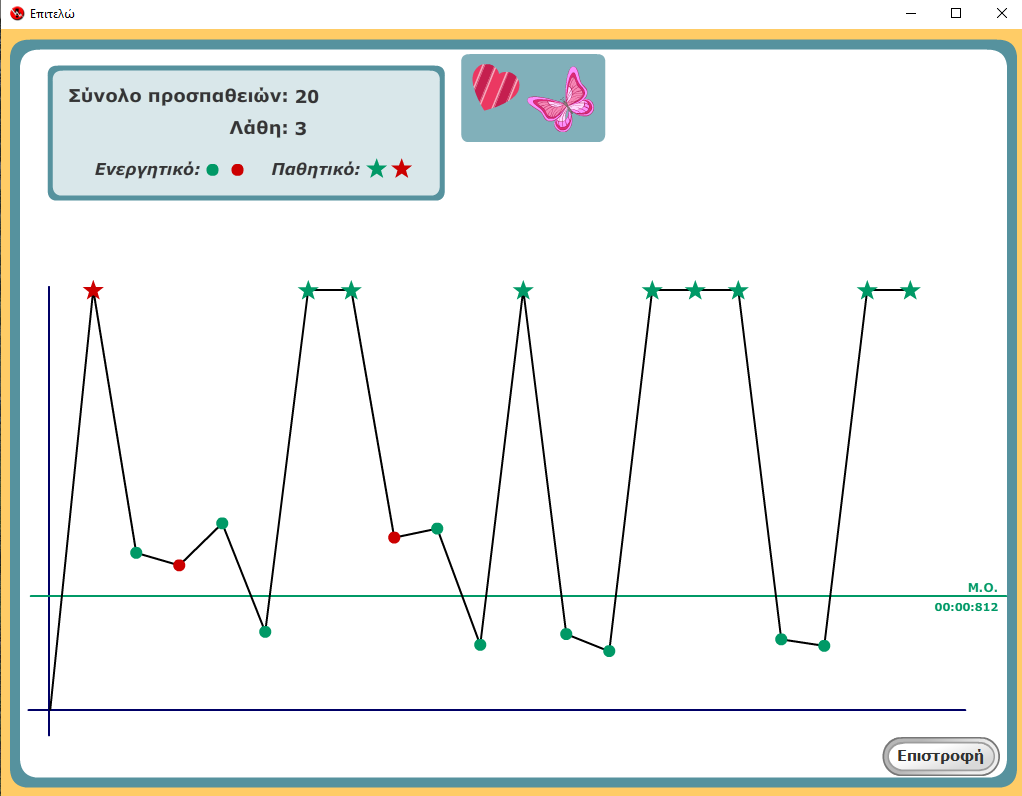 Επιτελώ
Σύνολο προσπαθειών: 20
Λάθη: 3
Ενεργητικό: Παθητικό:
Μ.Ο.
00:00:812
Επιστροφή